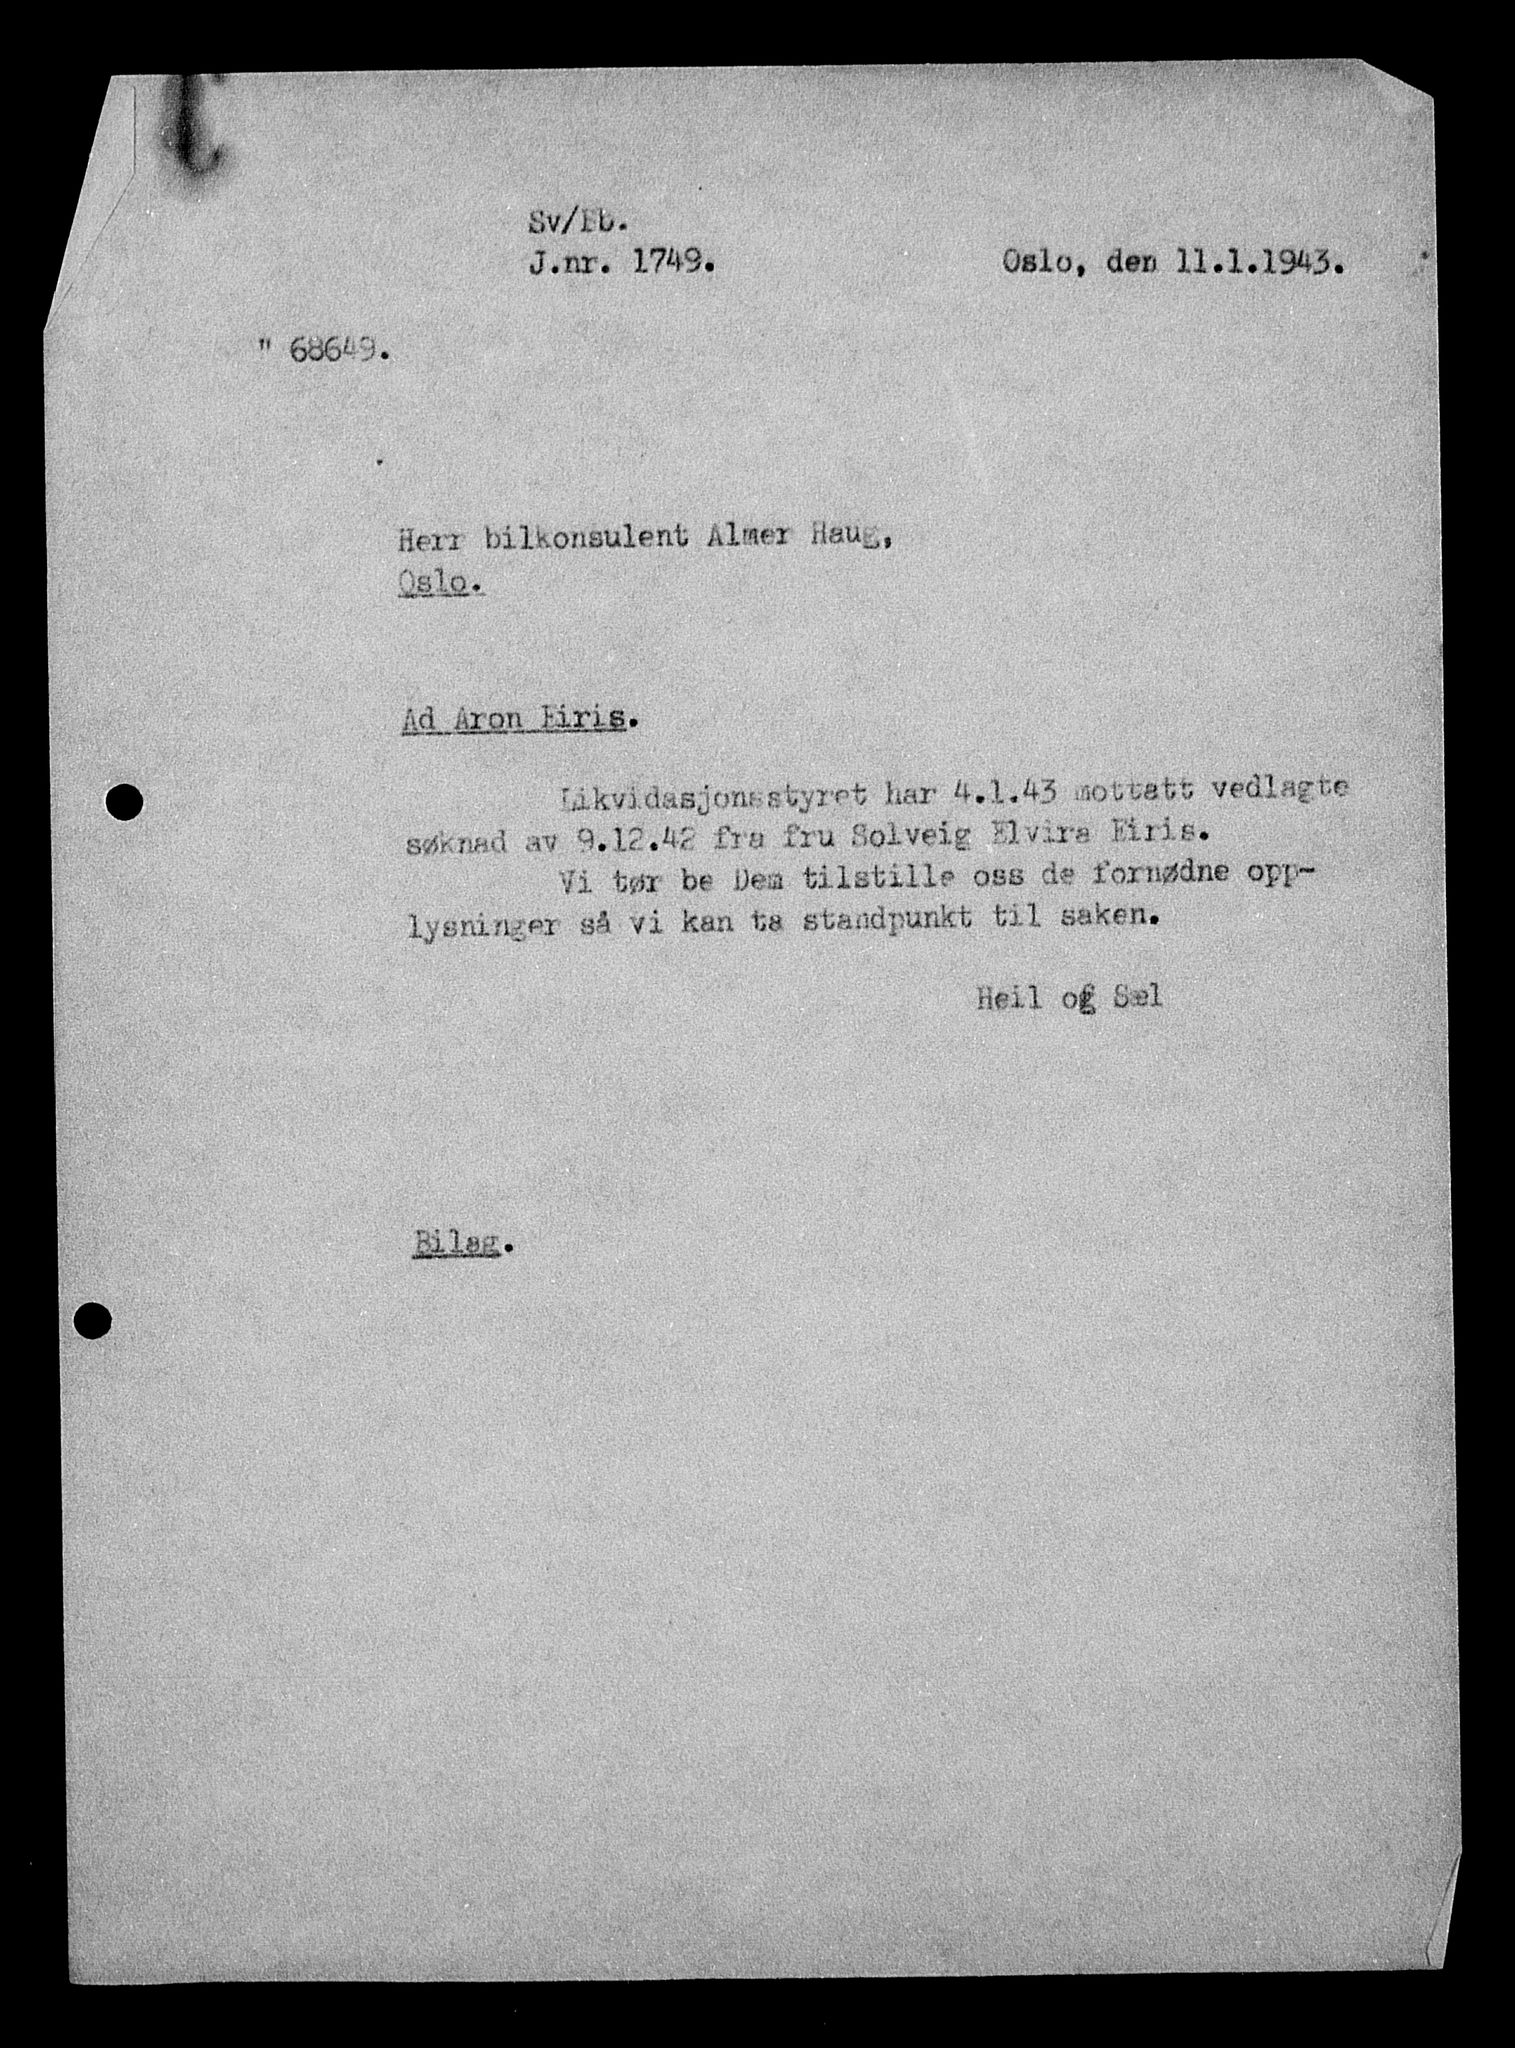 Sv/Eb.
J.nr. 1749. Oslo, den 11.1.1943.
" 68649.
Herr bilkonsulent Almer Haug,
Oslo.
Ad Aron Eiris.
Likvidasjonsstyret har 4.1.43 mottatt vedlagte
søknad av 9.12.42 fra fru Solveig Elvira Eiris.
Vi tør be Dem tilstille oss de fornødne opp-
lysninger så vi kan ta standpunkt til saken.
Heil og Sæl
Bilag.